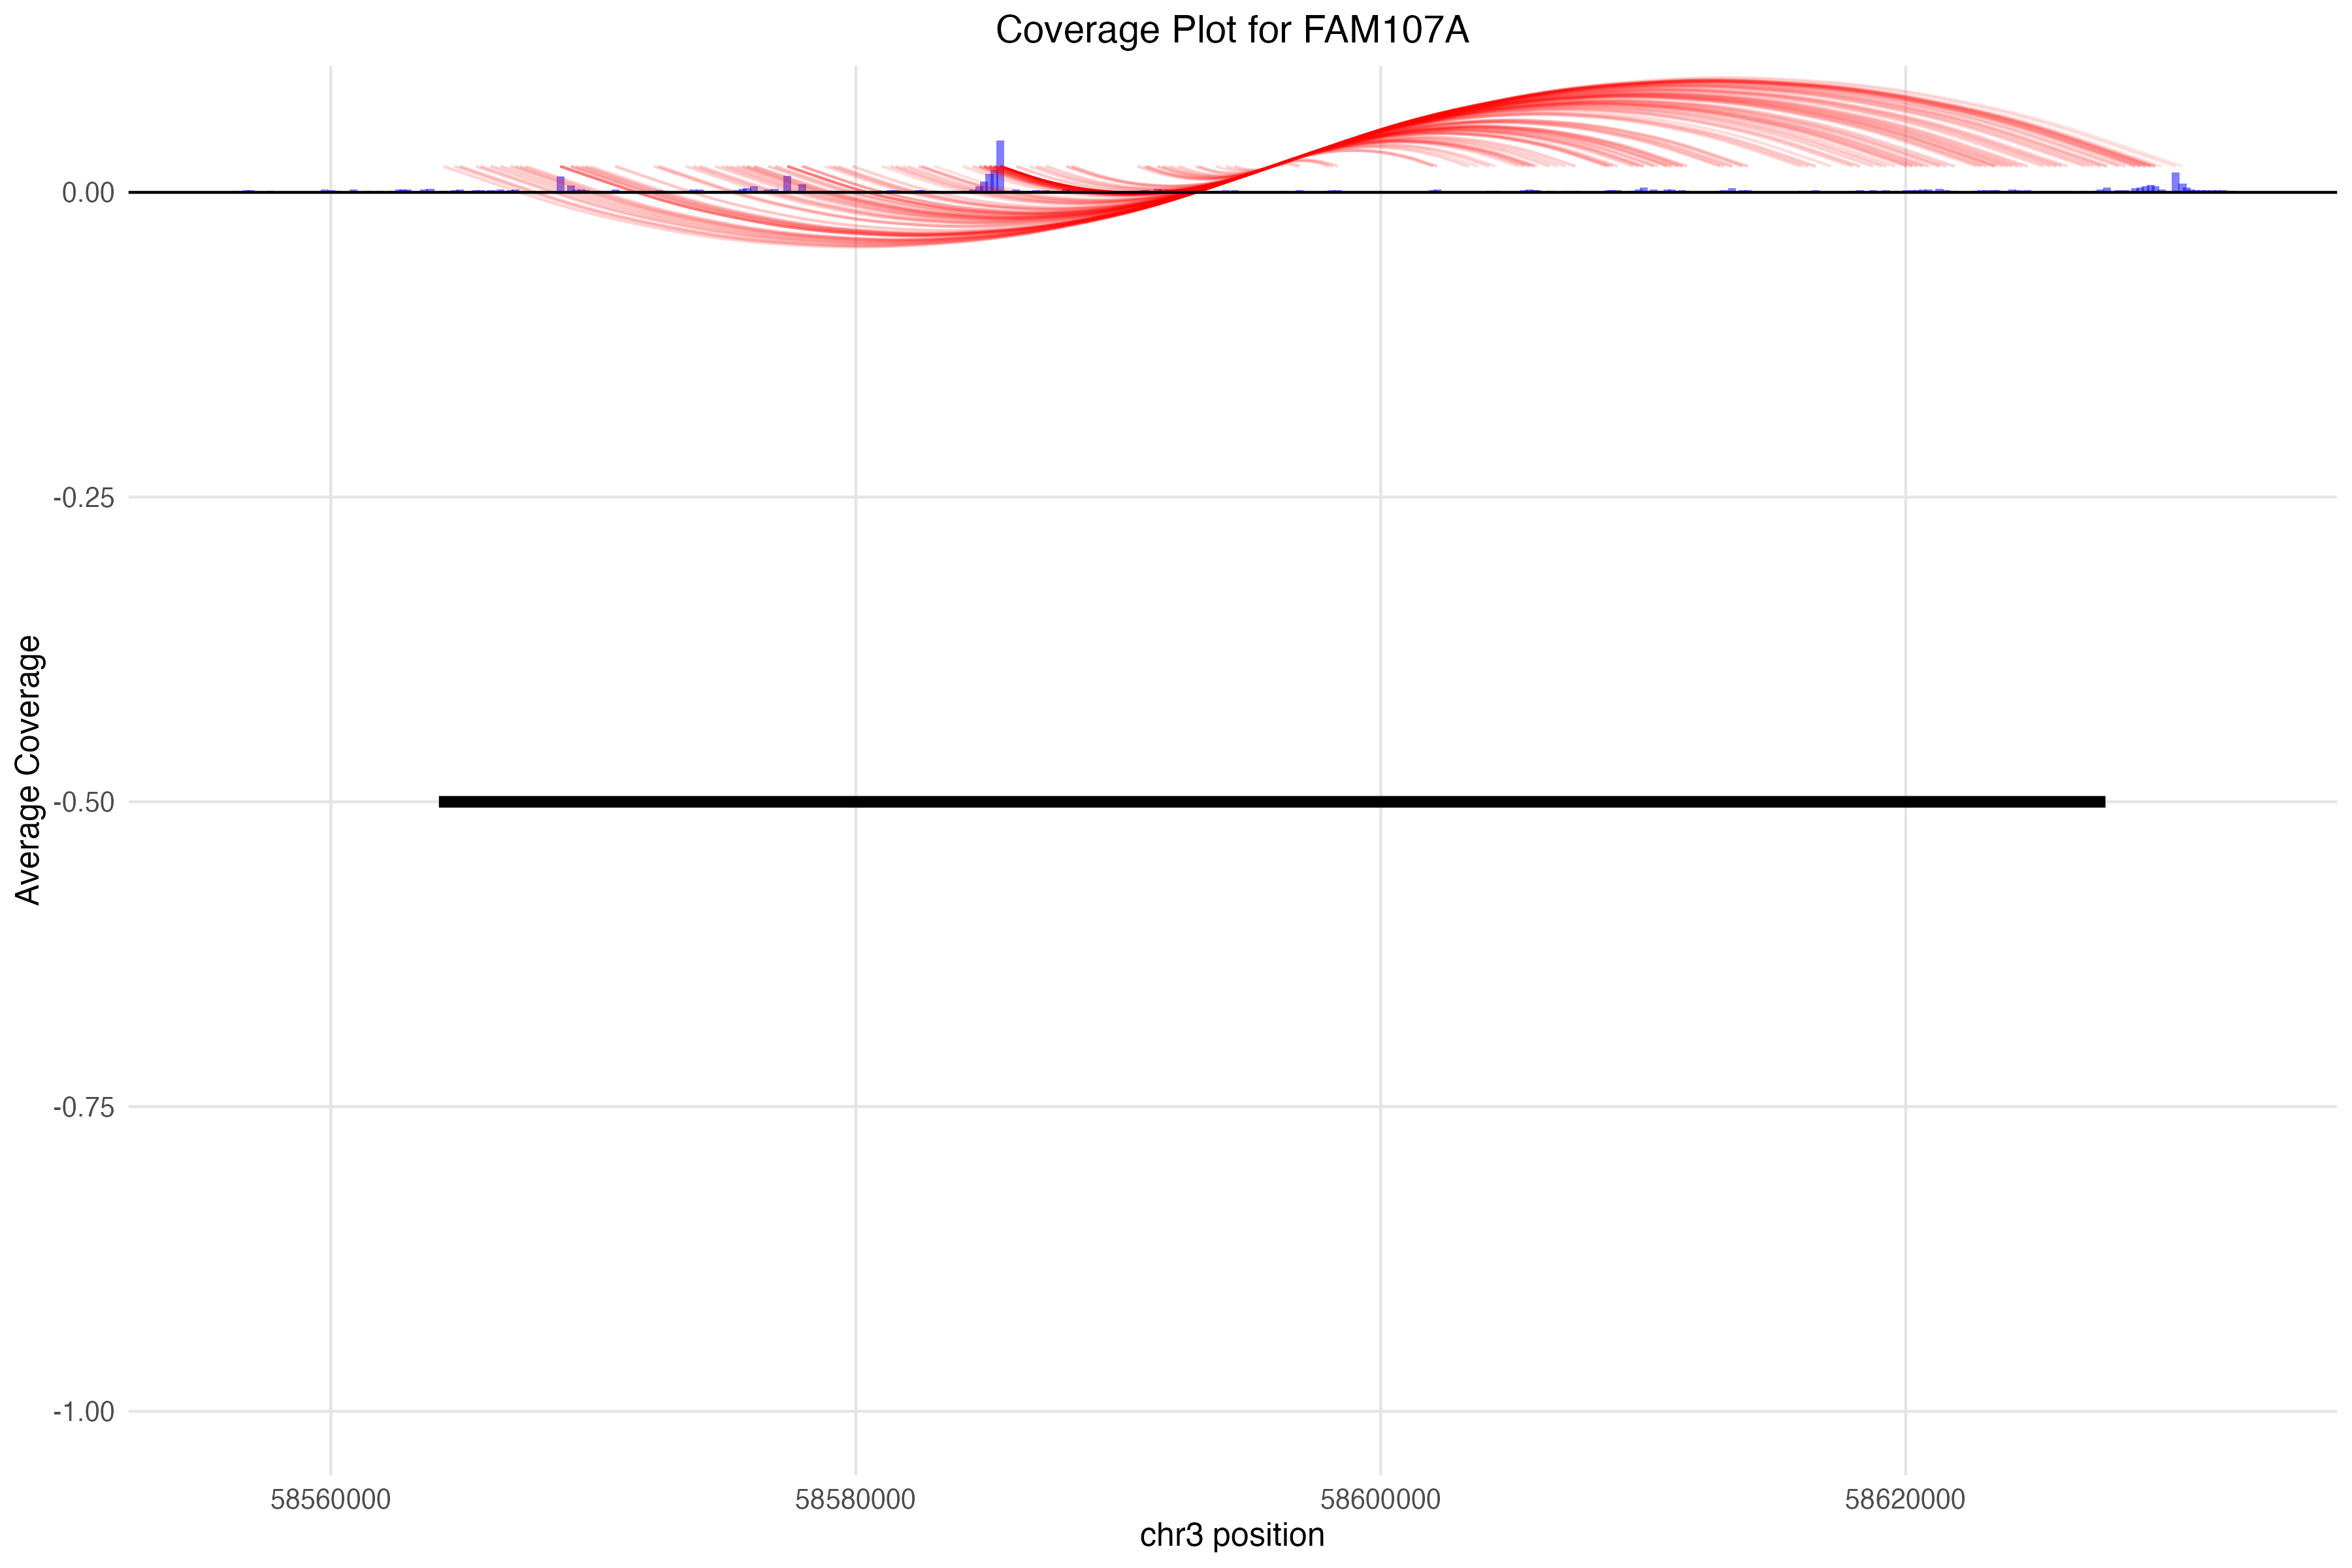 Coverage Plot for FAM107A
0.00
-0.25
-0.50
-0.75
-1.00
Average Coverage
58560000 58580000 58600000 58620000
chr3 position